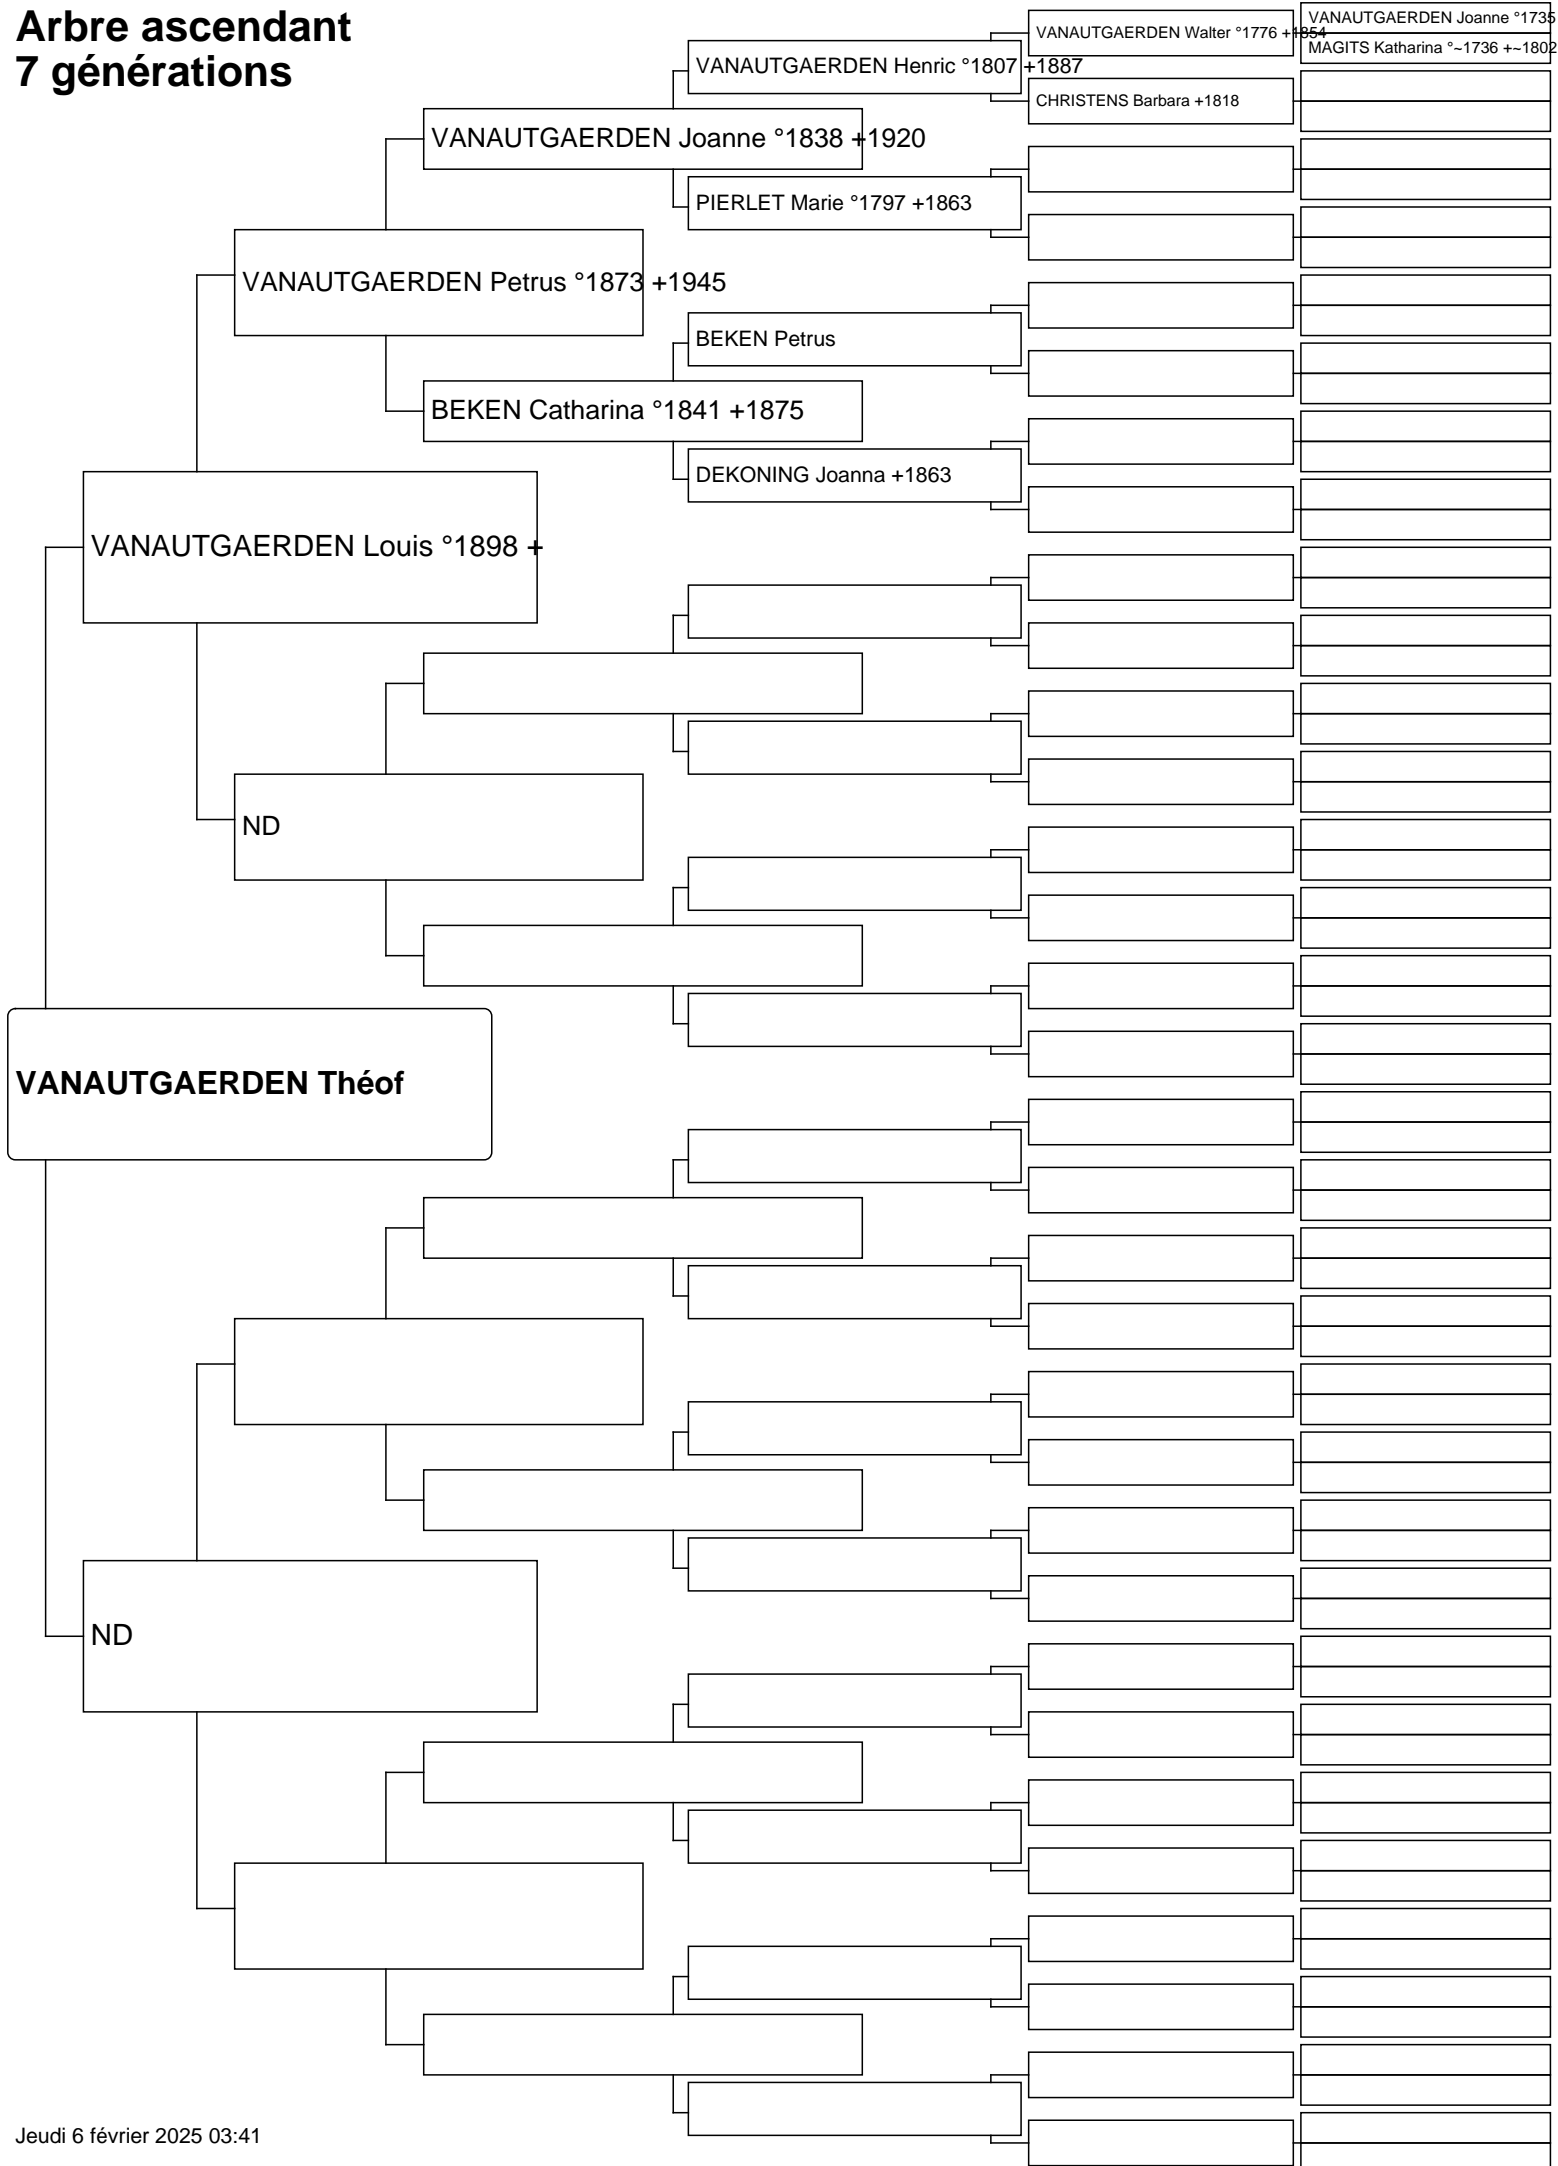 Arbre ascendant
7 générations
VANAUTGAERDEN Joanne °1735
VANAUTGAERDEN Walter °1776 +1854
MAGITS Katharina °~1736 +~1802
VANAUTGAERDEN Henric °1807 +1887
CHRISTENS Barbara +1818
VANAUTGAERDEN Joanne °1838 +1920
PIERLET Marie °1797 +1863
VANAUTGAERDEN Petrus °1873 +1945
BEKEN Petrus
BEKEN Catharina °1841 +1875
DEKONING Joanna +1863
VANAUTGAERDEN Louis °1898 +
ND
VANAUTGAERDEN Théof
ND
Jeudi 6 février 2025 03:41